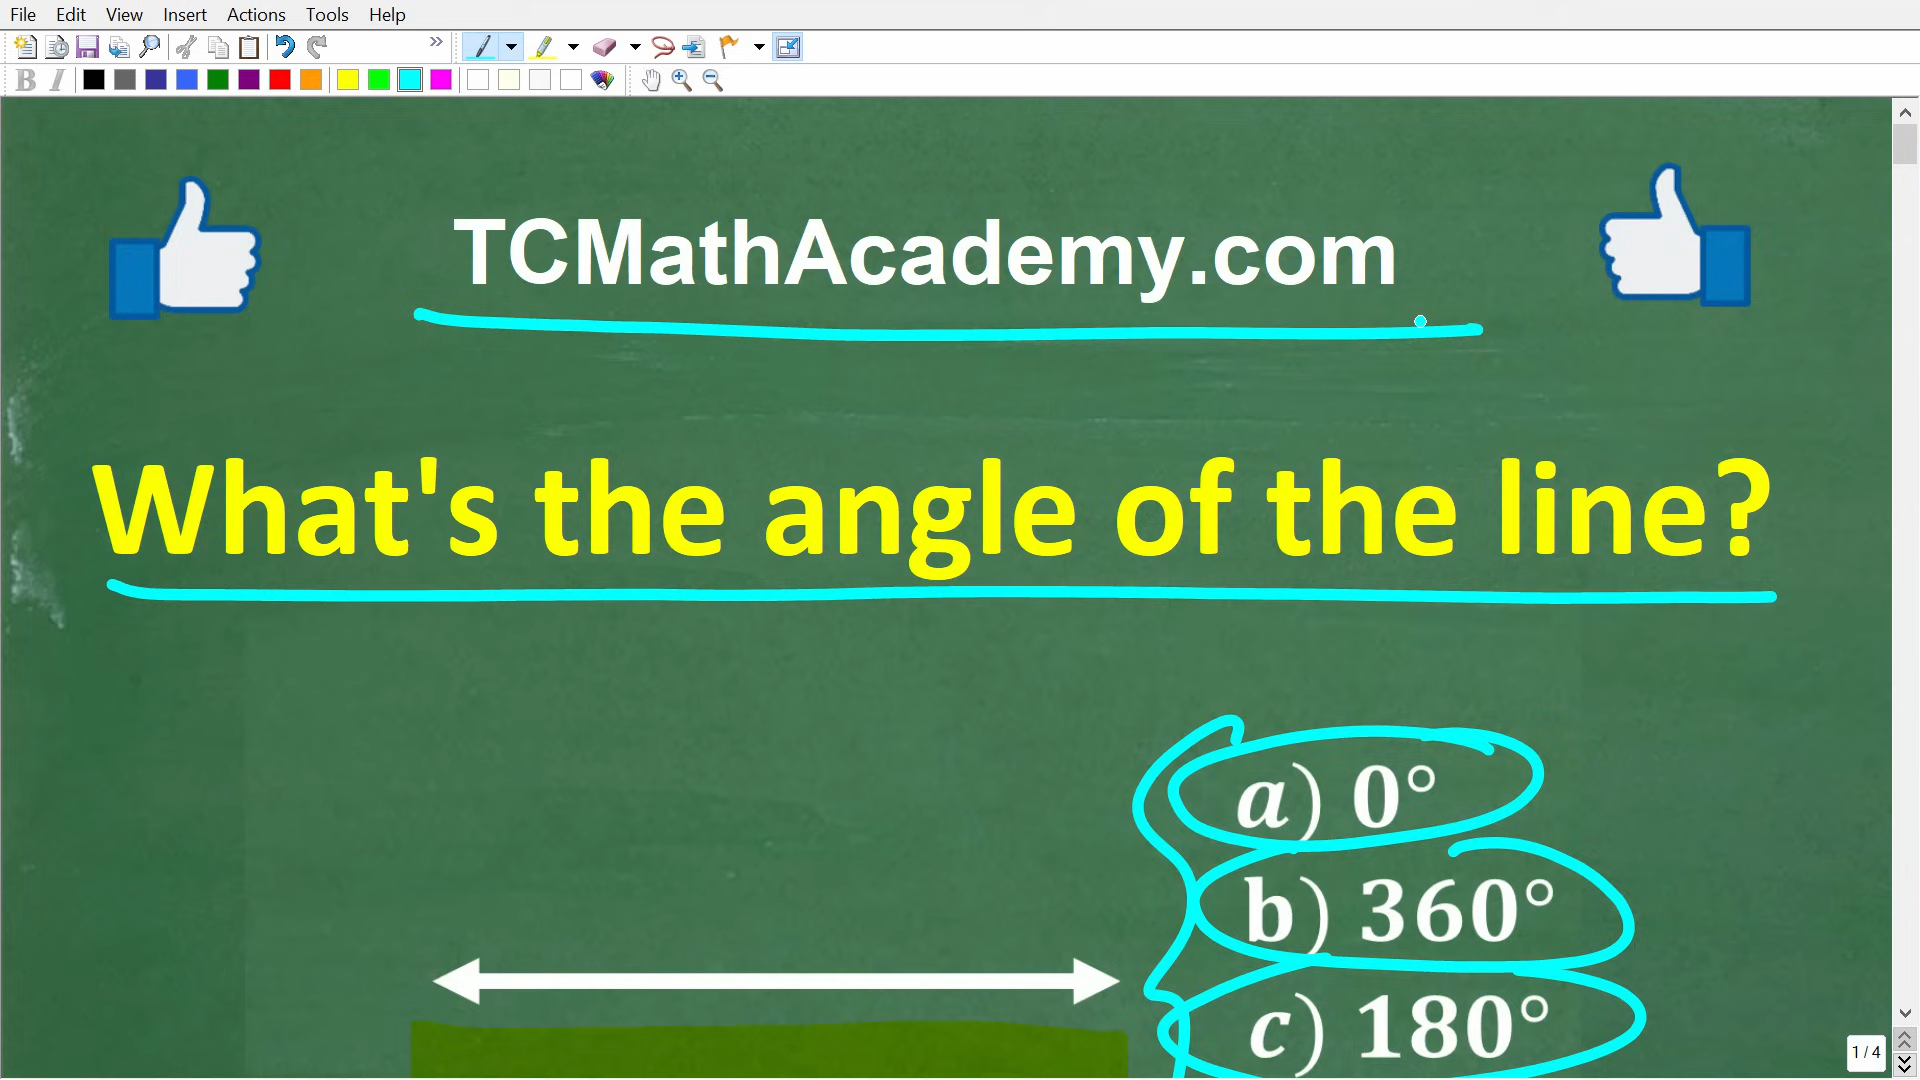 File Edit View Insert Actions Tools Help
B I
TCMathAcademy.com
What's the angle of the line?
a) 0°
b) 360°
c) 180°
1 / 4